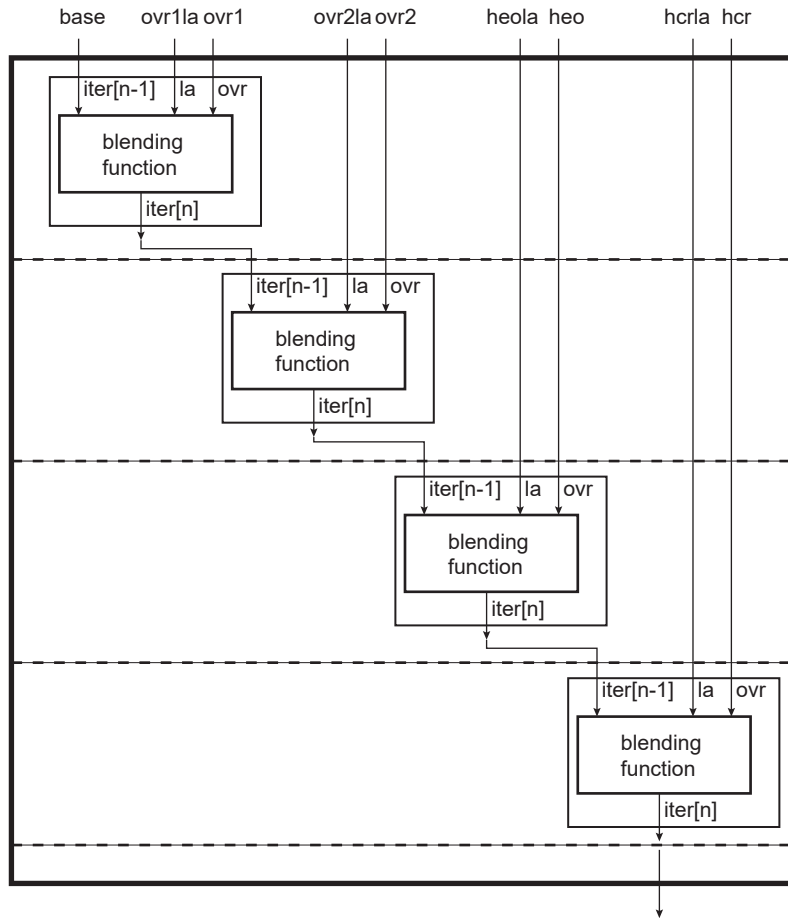 base ovr1la ovr1 ovr2la ovr2 heola heo hcrla hcr
iter[n-1] la ovr
blending
function
iter[n]
iter[n-1] la ovr
blending
function
iter[n]
iter[n-1] la ovr
blending
function
iter[n]
iter[n-1] la ovr
blending
function
iter[n]